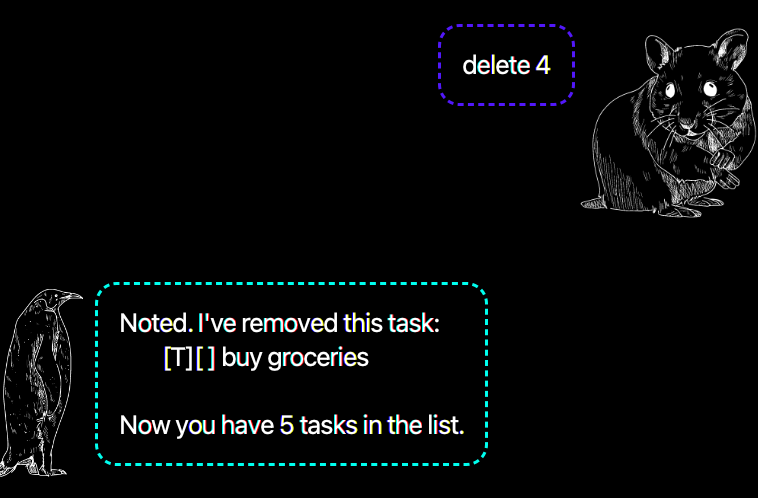 delete 4
Noted. I've removed this task:
[T][ ] buy groceries
Now you have 5 tasks in the list.